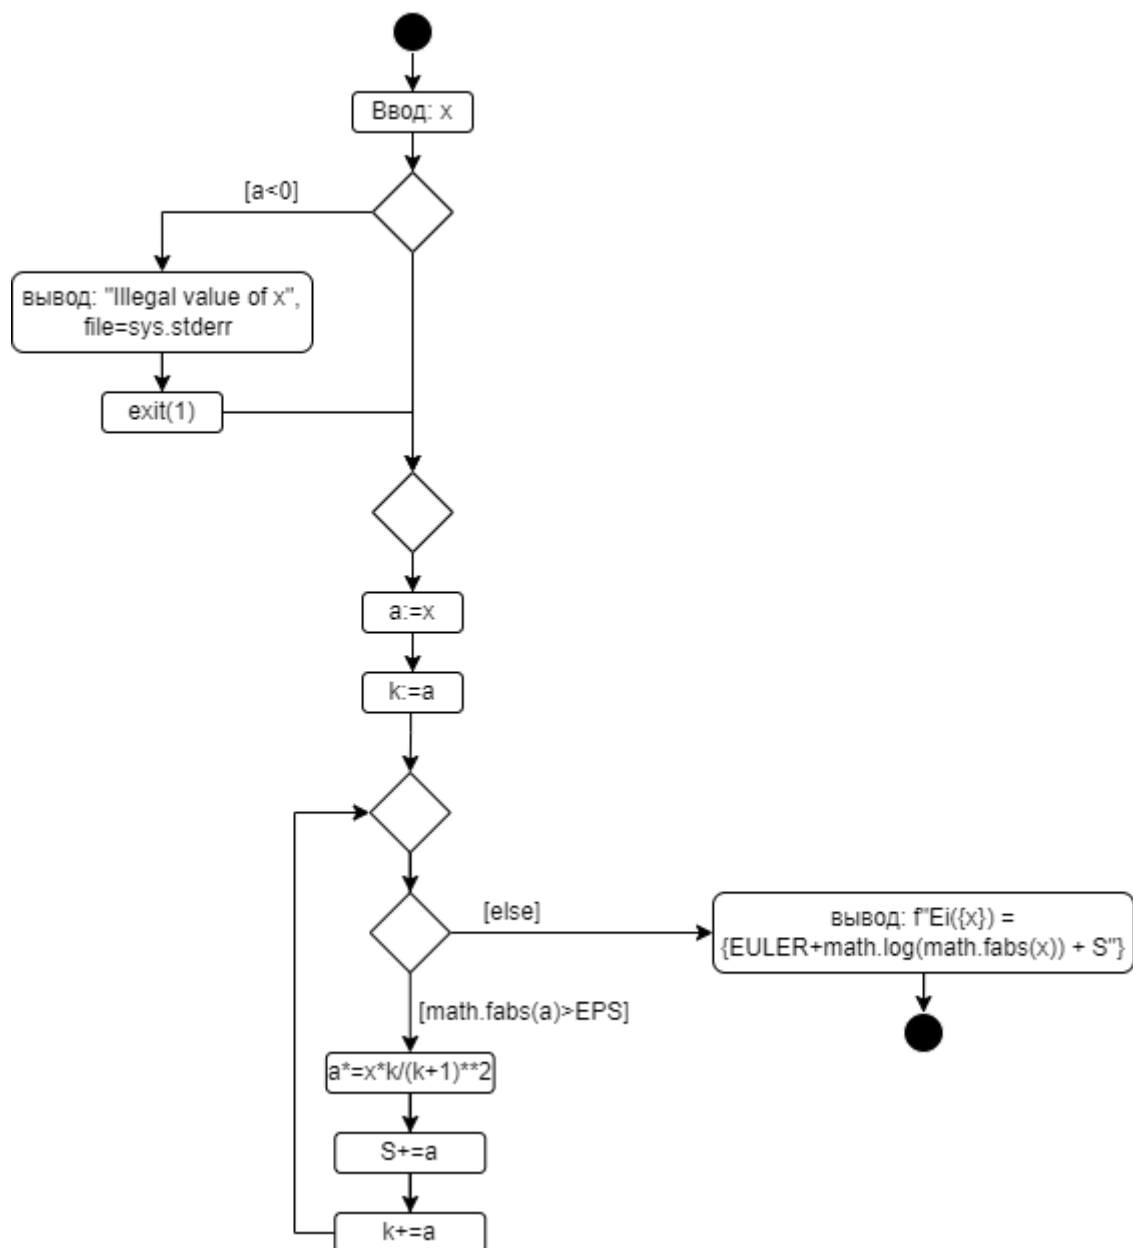 Ввод: x
[a<0]
вывод: "Illegal value of x",
file=sys.stderr
exit(1)
a:=x
k:=a
[else]
вывод: f"Ei({x}) =
{EULER+math.log(math.fabs(x)) + S"}
[math.fabs(a)>EPS]
a*=x*k/(k+1)**2
S+=a
k+=a